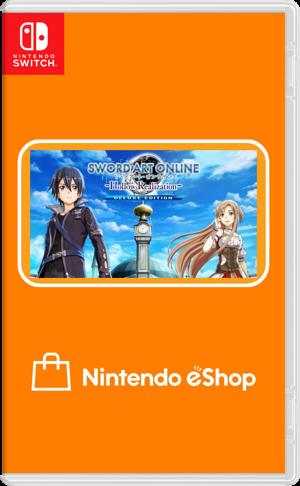 NINTENDO
SWITCH.
SWORD ART ONLINE
-Hollow Realization-
DELUXE EDITION
Nintendo eShop